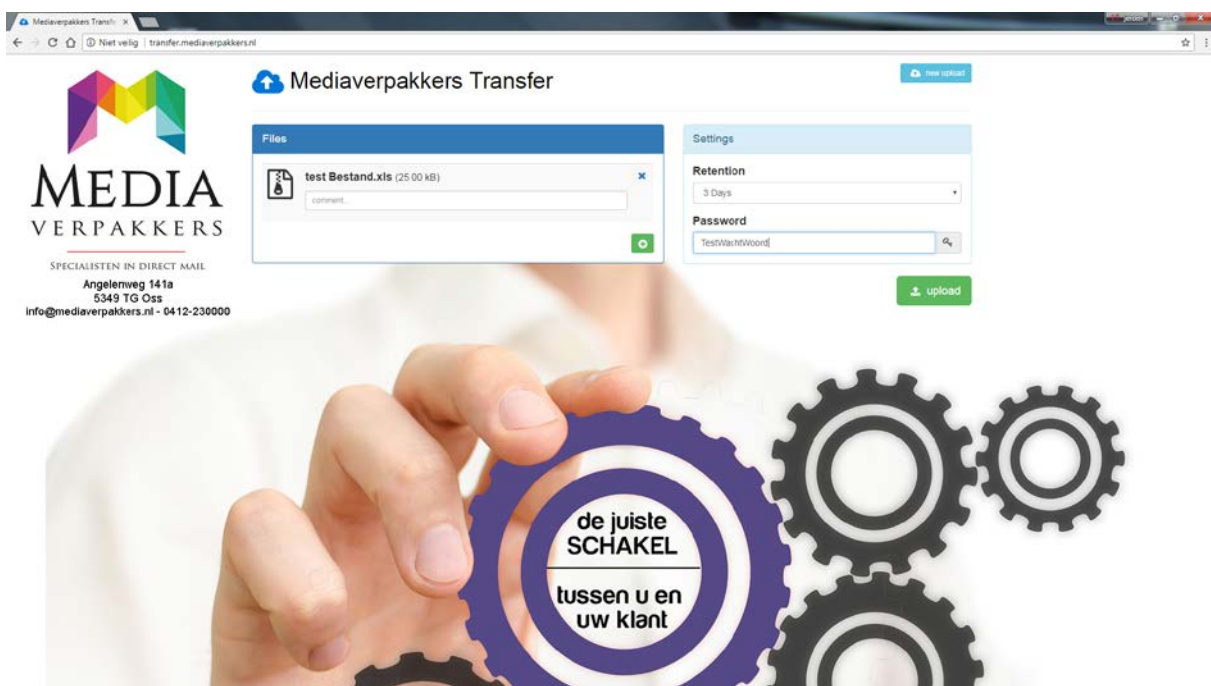 Mediaverpakkers Transf
jeroen
Niet veilig | transfer.mediaverpakkers.nl
MEDIA
VERPAKKERS
SPECIALISTEN IN DIRECT MAIL
Angelenweg 141a
5349 TG Oss
info@mediaverpakkers.nl - 0412-230000
Mediaverpakkers Transfer
new upload
Files
test Bestand.xls (25.00 kB)
comment..
Settings
Retention
3 Days
Password
TestWachtWoord
upload
de juiste
SCHAKEL
tussen u en
uw klant